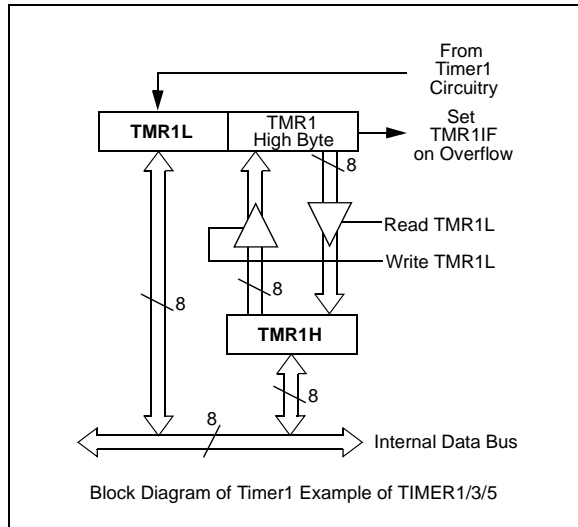 From
Timer1
Circuitry
TMR1L
TMR1
High Byte
Set
TMR1IF
on Overflow
8
Read TMR1L
Write TMR1L
8
8
TMR1H
8
8
Internal Data Bus
Block Diagram of Timer1 Example of TIMER1/3/5